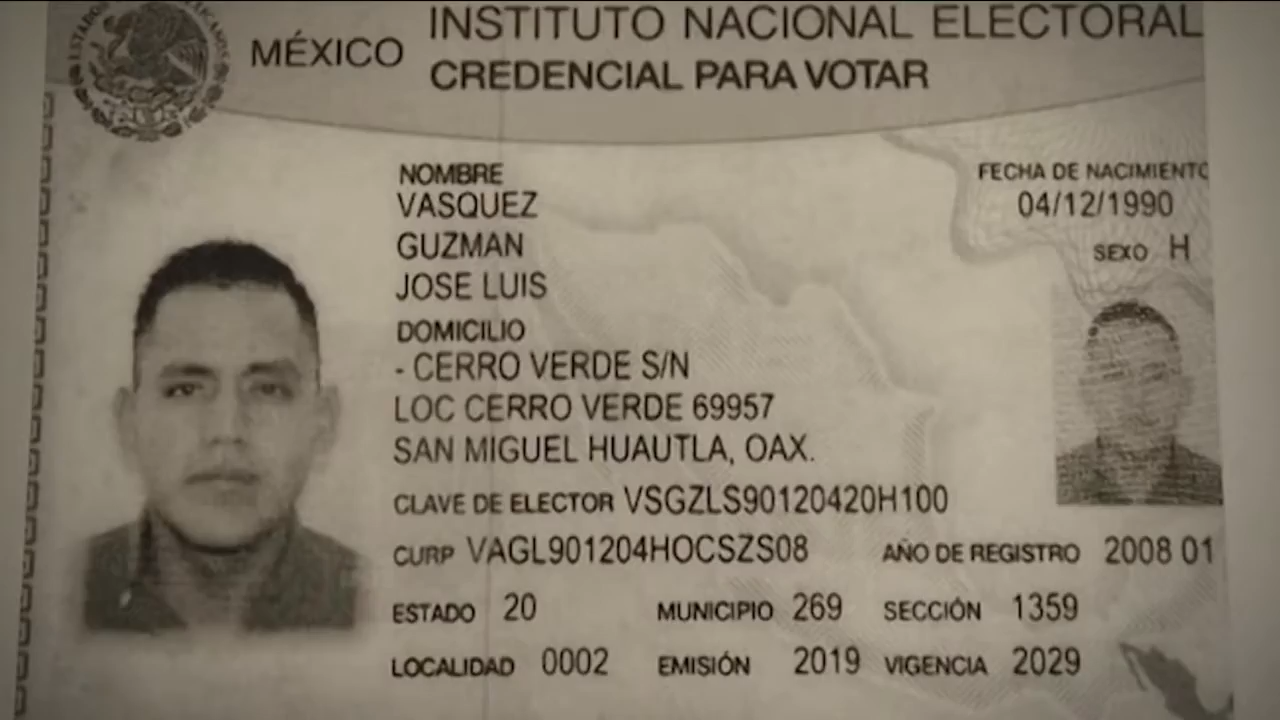 INSTITUTO NACIONAL ELECTORAL
MÉXICO
CREDENCIAL PARA VOTAR
NOMBRE
VASQUEZ
GUZMAN
JOSE LUIS
FECHA DE NACIMIENTO
04/12/1990
SEXO H
DOMICILIO
- CERRO VERDE S/N
LOC CERRO VERDE 69957
SAN MIGUEL HUAUTLA, OAX.
CLAVE DE ELECTOR VSGZLS90120420H100
CURP VAGL901204HOCSZS08 AÑO DE REGISTRO 2008 01
ESTADO 20 MUNICIPIO 269 SECCIÓN 1359
LOCALIDAD 0002 EMISIÓN 2019 VIGENCIA 2029